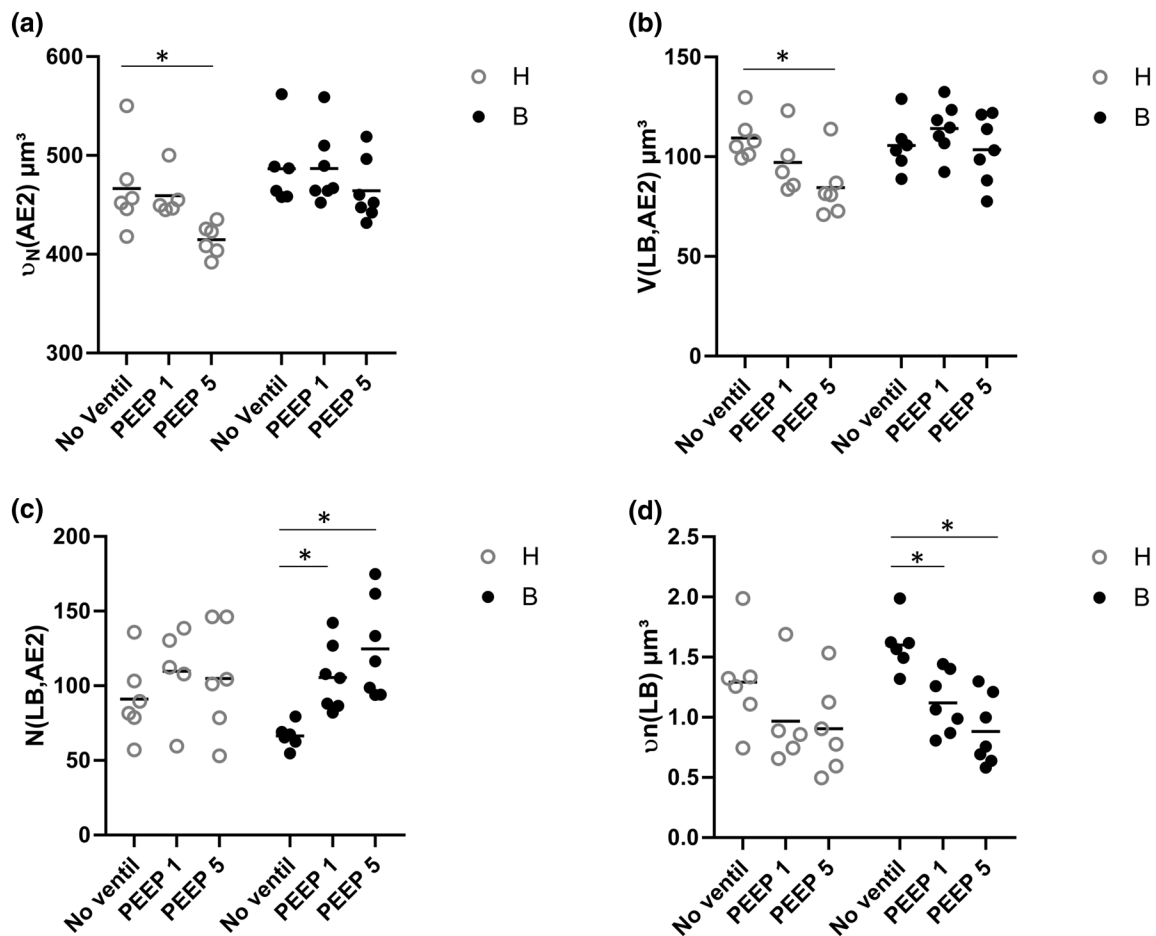 (a)
600
500
400
300
υN(AE2) µm³
*
No Ventil
PEEP 1
PEEP 5
No Ventil
PEEP 1
PEEP 5
H
B
(b)
150
100
50
0
V(LB,AE2) µm³
*
No ventil
PEEP 1
PEEP 5
No ventil
PEEP 1
PEEP 5
H
B
(c)
200
150
100
50
0
N(LB,AE2)
*
*
No ventil
PEEP 1
PEEP 5
No ventil
PEEP 1
PEEP 5
H
B
(d)
2.5
2.0
1.5
1.0
0.5
0.0
υn(LB) µm³
*
*
No ventil
PEEP 1
PEEP 5
No ventil
PEEP 1
PEEP 5
H
B